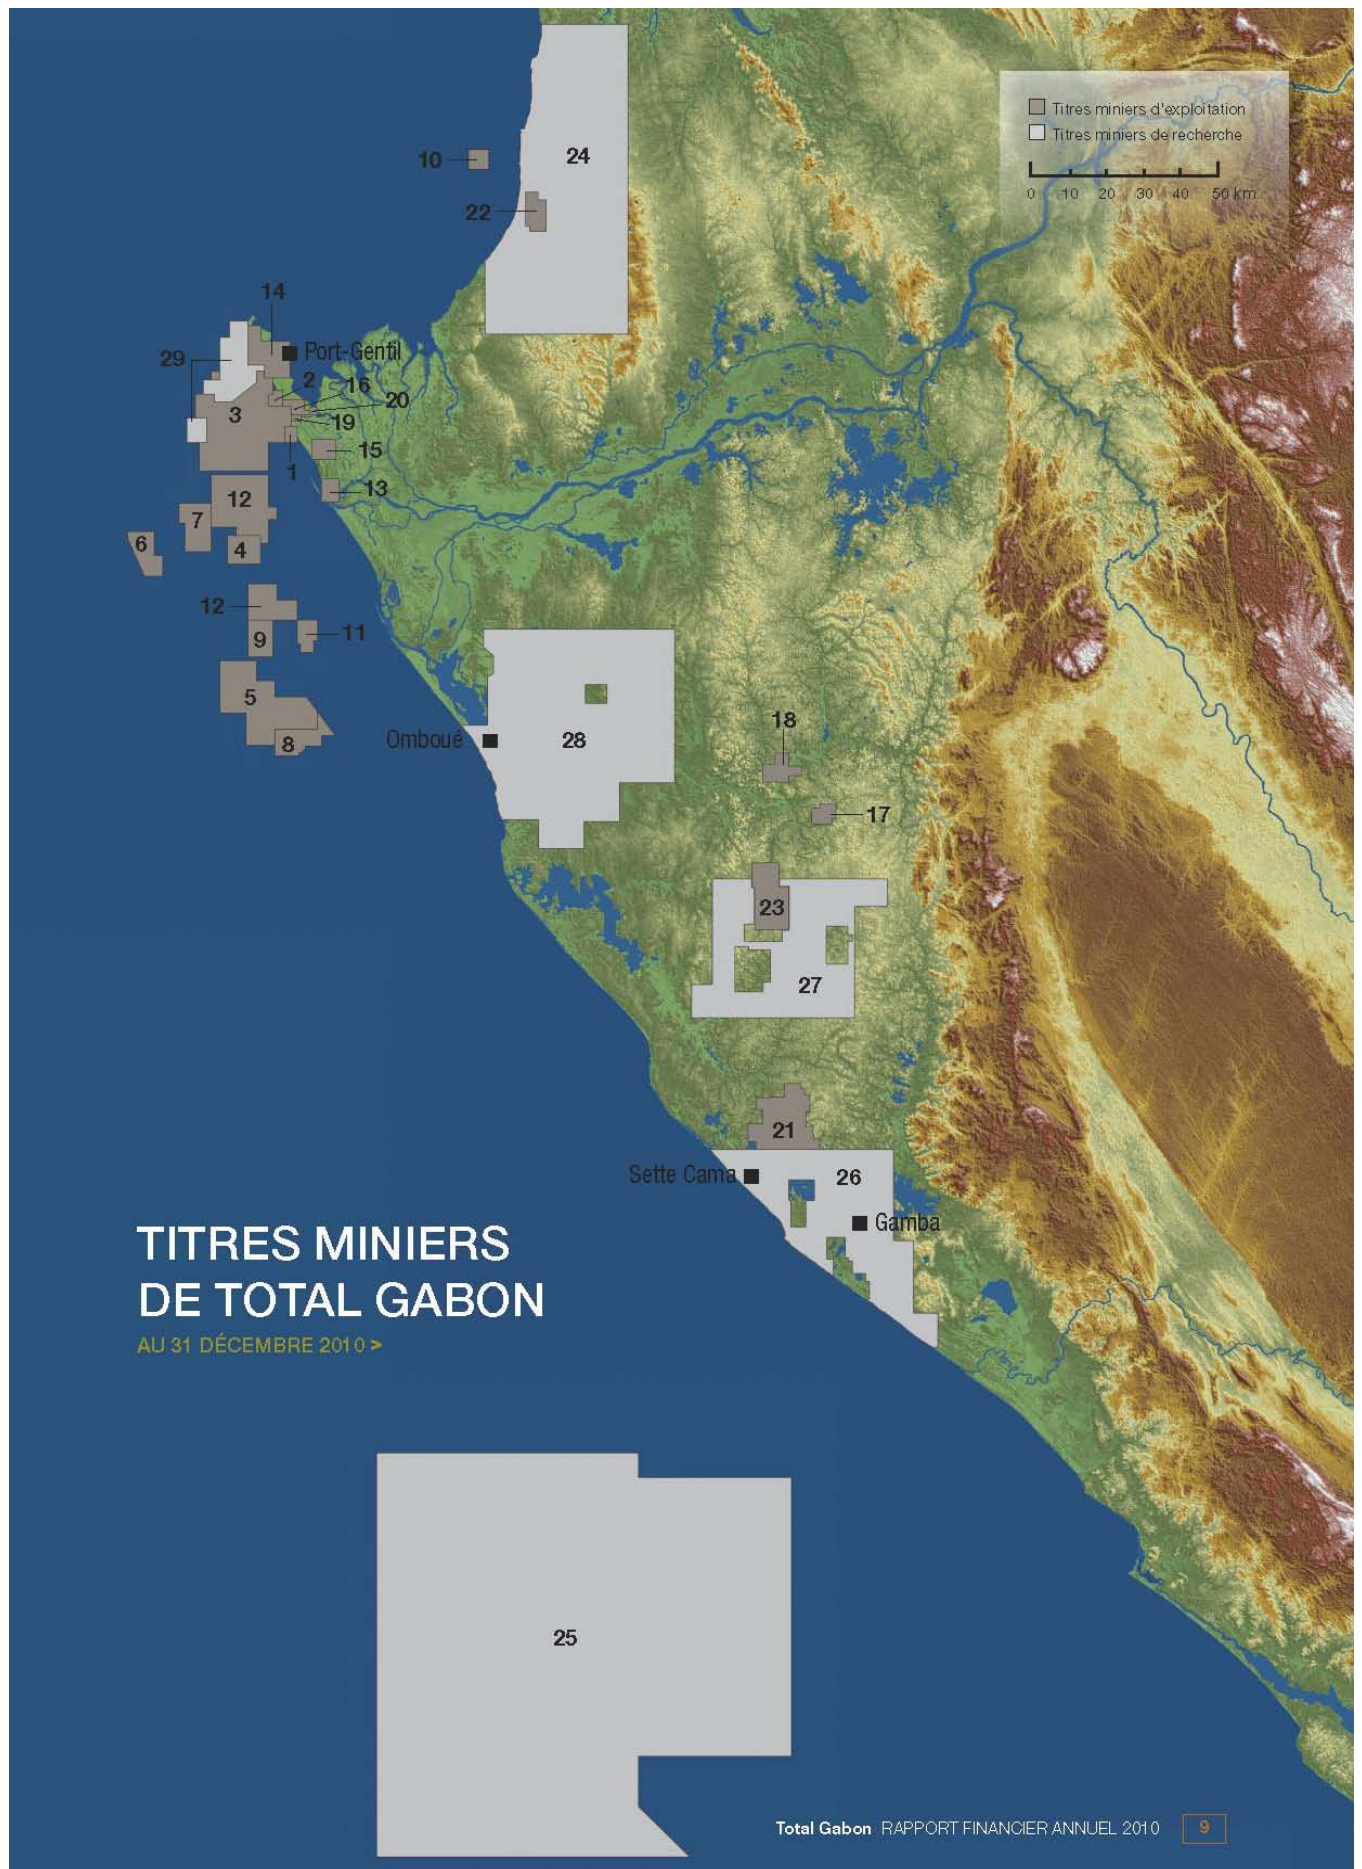 Titres miniers d'exploitation
Titres miniers de recherche
0 10 20 30 40 50 km
24
10
22
14
Port-Gentil
29
2
16
20
3
19
15
1
13
12
7
6
4
12
11
9
5
8
Omboué
28
18
17
23
27
21
Sette Cama
26
Gamba
TITRES MINIERS
DE TOTAL GABON
AU 31 DÉCEMBRE 2010 >
25
Total Gabon RAPPORT FINANCIER ANNUEL 2010 9